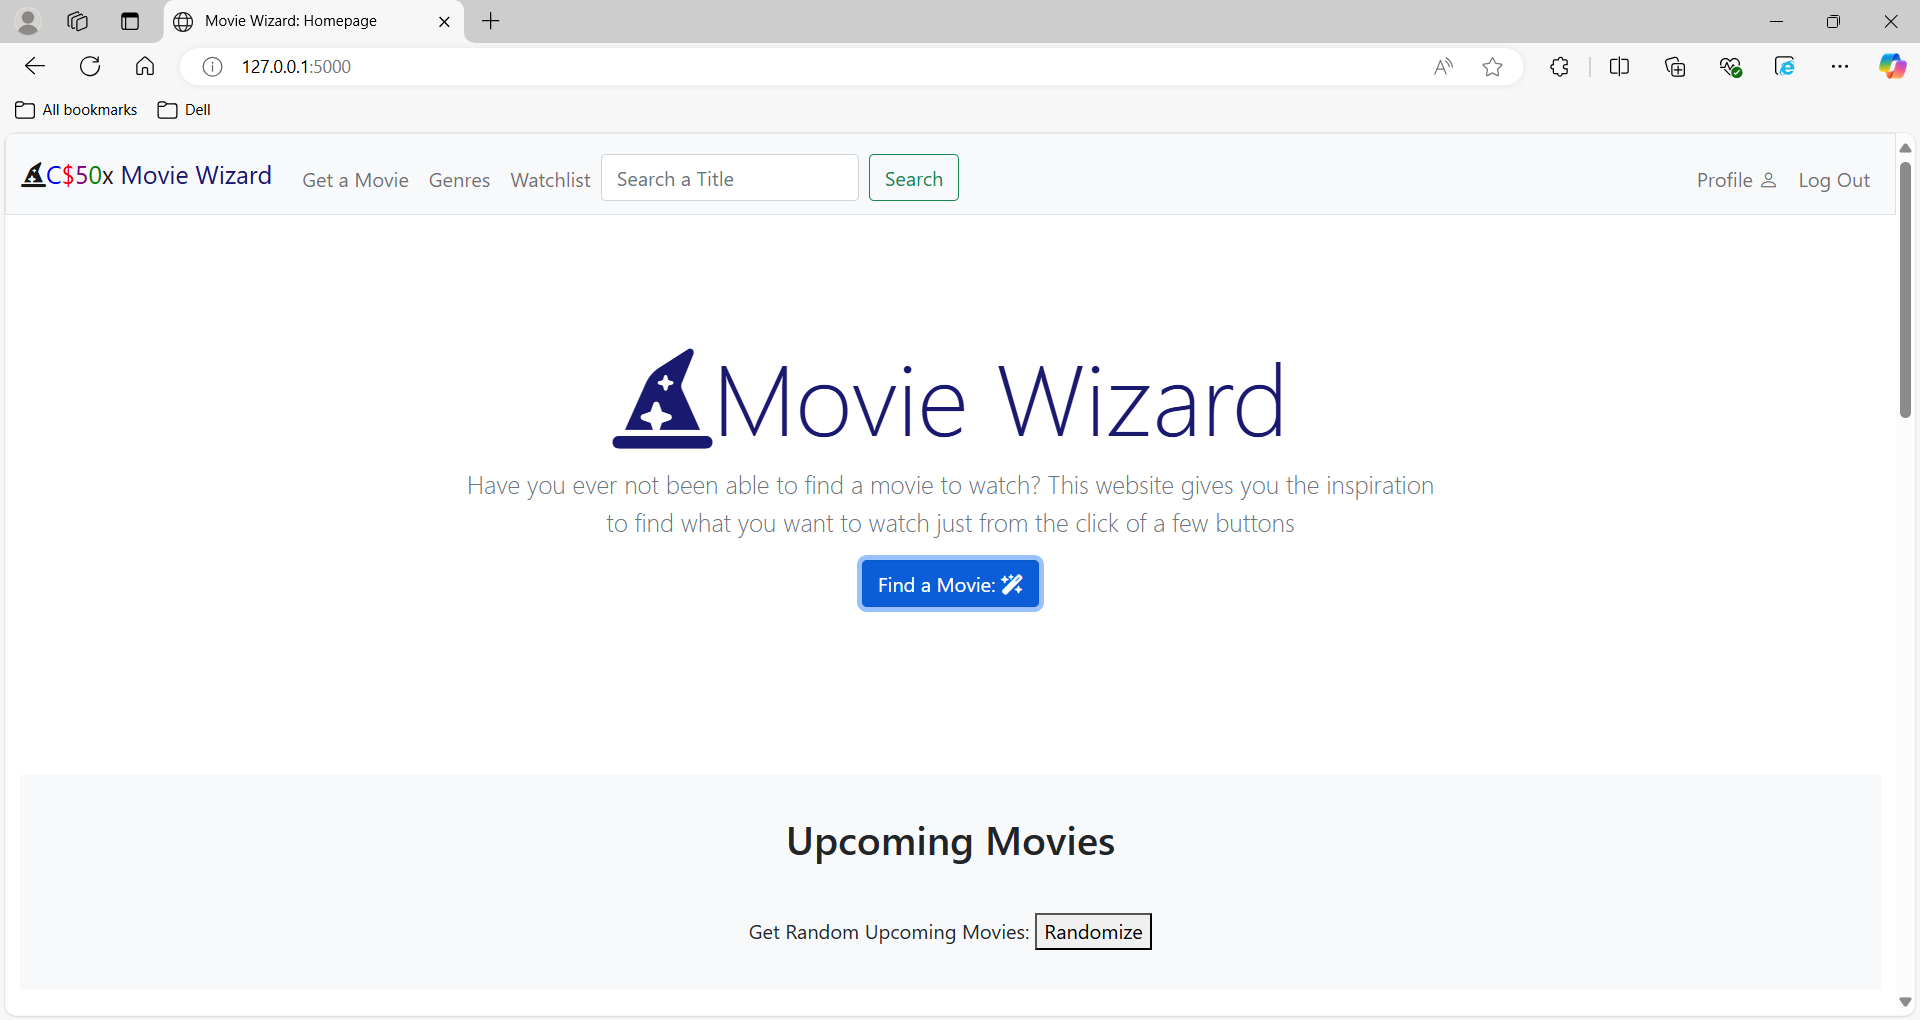 Movie Wizard: Homepage
127.0.0.1:5000
All bookmarks Dell
C$50x Movie Wizard Get a Movie Genres Watchlist Search a Title Search Profile Log Out
Movie Wizard
Have you ever not been able to find a movie to watch? This website gives you the inspiration
to find what you want to watch just from the click of a few buttons
Find a Movie:
Upcoming Movies
Get Random Upcoming Movies: Randomize